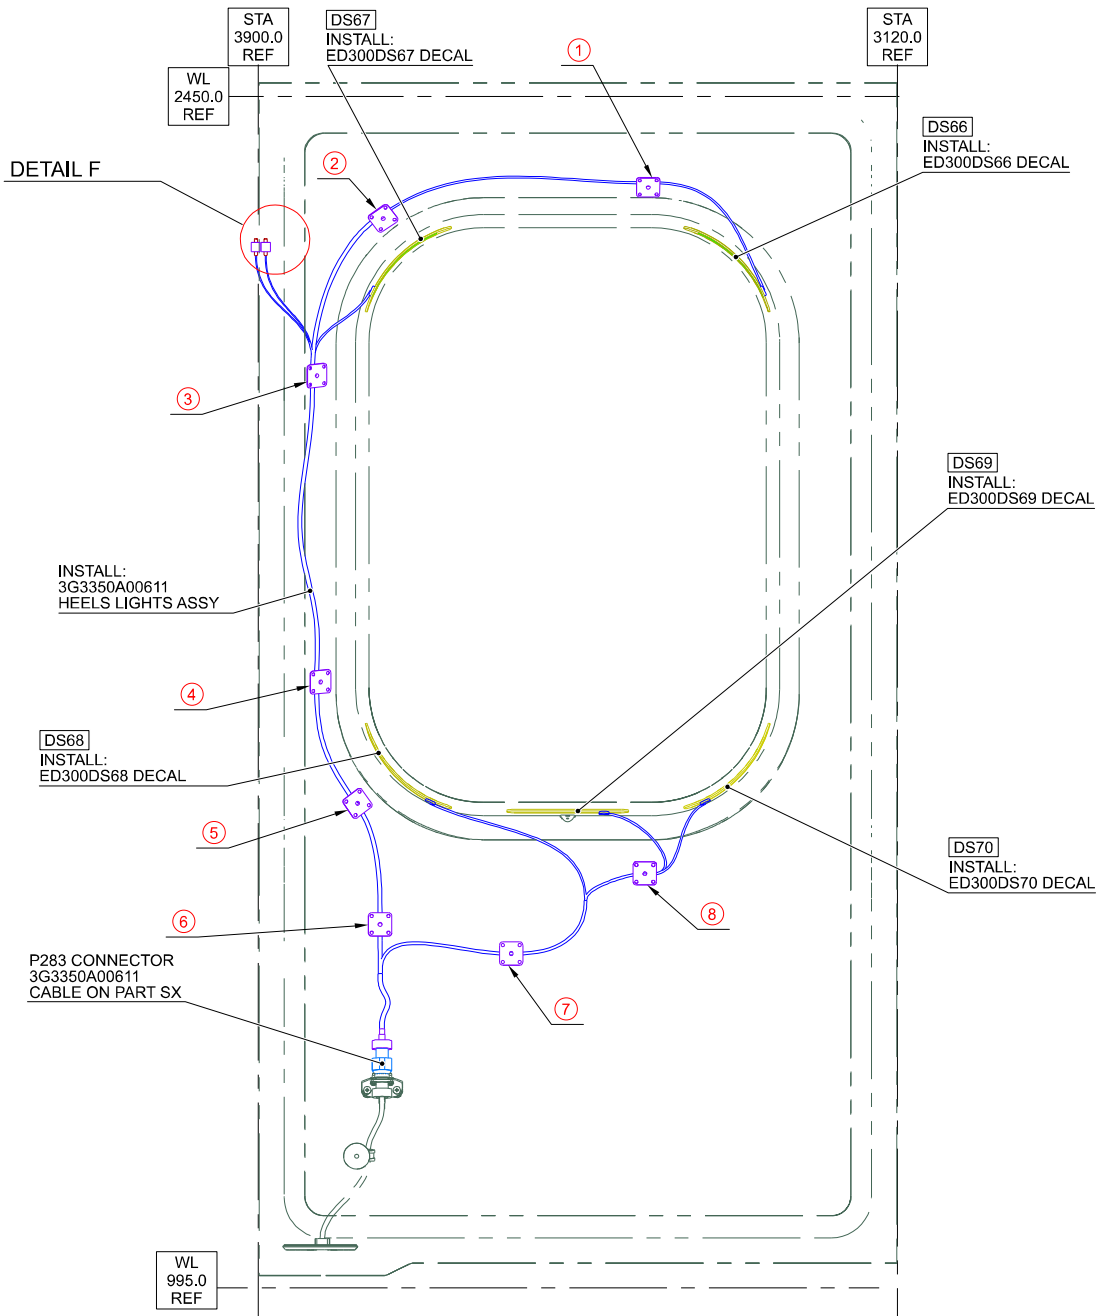 STA
3900.0
REF
DS67
INSTALL:
ED300DS67 DECAL
STA
3120.0
REF
1
WL
2450.0
REF
DS66
INSTALL:
ED300DS66 DECAL
2
DETAIL F
3
DS69
INSTALL:
ED300DS69 DECAL
INSTALL:
3G3350A00611
HEELS LIGHTS ASSY
4
DS68
INSTALL:
ED300DS68 DECAL
5
DS70
INSTALL:
ED300DS70 DECAL
6
8
P283 CONNECTOR
3G3350A00611
CABLE ON PART SX
7
WL
995.0
REF